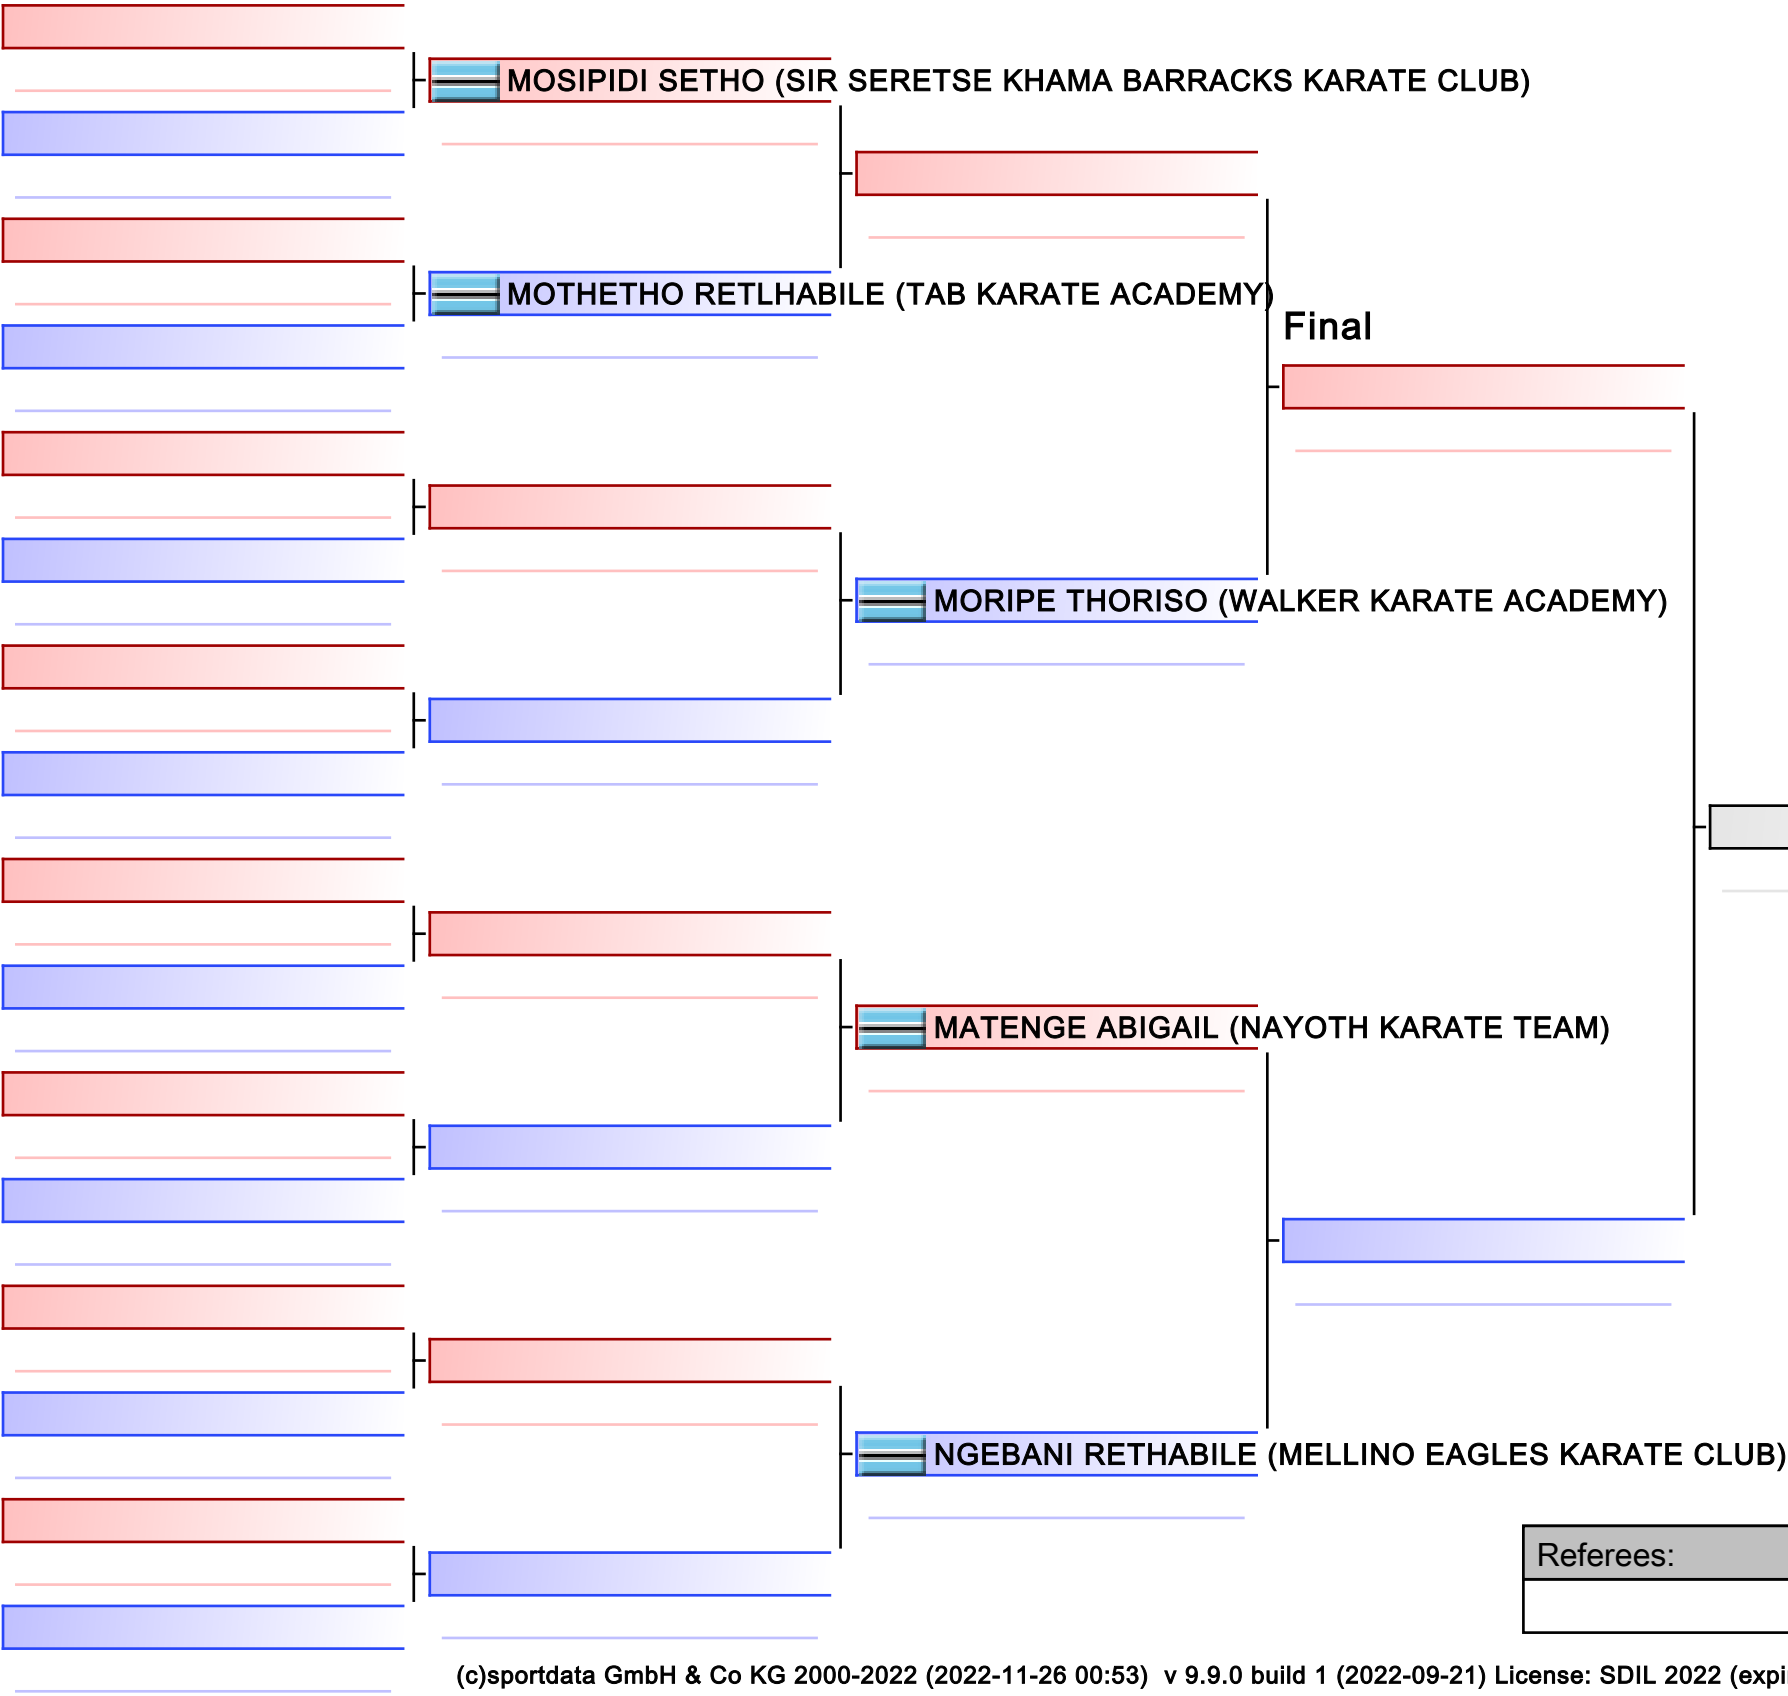 MOSIPIDI SETHO (SIR SERETSE KHAMA BARRACKS KARATE CLUB)
MOTHETHO RETLHABILE (TAB KARATE ACADEMY)
Final
MORIPE THORISO (WALKER KARATE ACADEMY)
MATENGE ABIGAIL (NAYOTH KARATE TEAM)
NGEBANI RETHABILE (MELLINO EAGLES KARATE CLUB)
Referees:
(c)sportdata GmbH & Co KG 2000-2022 (2022-11-26 00:53) v 9.9.0 build 1 (2022-09-21) License: SDIL 2022 (expi